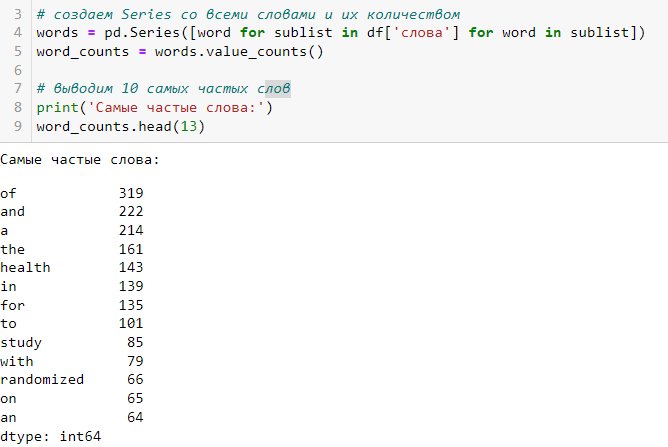 3 # создаем Series со всеми словами и их количеством
4 words = pd.Series([word for sublist in df['слова'] for word in sublist])
5 word_counts = words.value_counts()
6
7 # выводим 10 самых частых слов
8 print('Самые частые слова:')
9 word_counts.head(13)
Самые частые слова:
of 319
and 222
a 214
the 161
health 143
in 139
for 135
to 101
study 85
with 79
randomized 66
on 65
an 64
dtype: int64